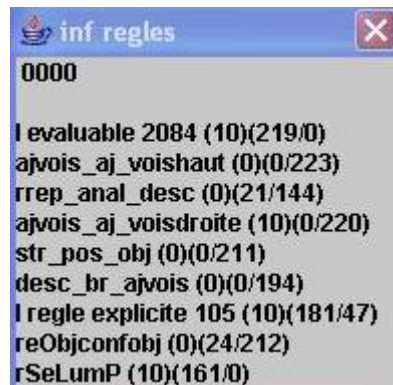 inf regles
0000
l evaluable 2084 (10)(219/0)
ajvois_aj_voishaut (0)(0/223)
rrep_anal_desc (0)(21/144)
ajvois_aj_voisdroite (10)(0/220)
str_pos_obj (0)(0/211)
desc_br_ajvois (0)(0/194)
l regle explicite 105 (10)(181/47)
reObjconfobj (0)(24/212)
rSeLumP (10)(161/0)